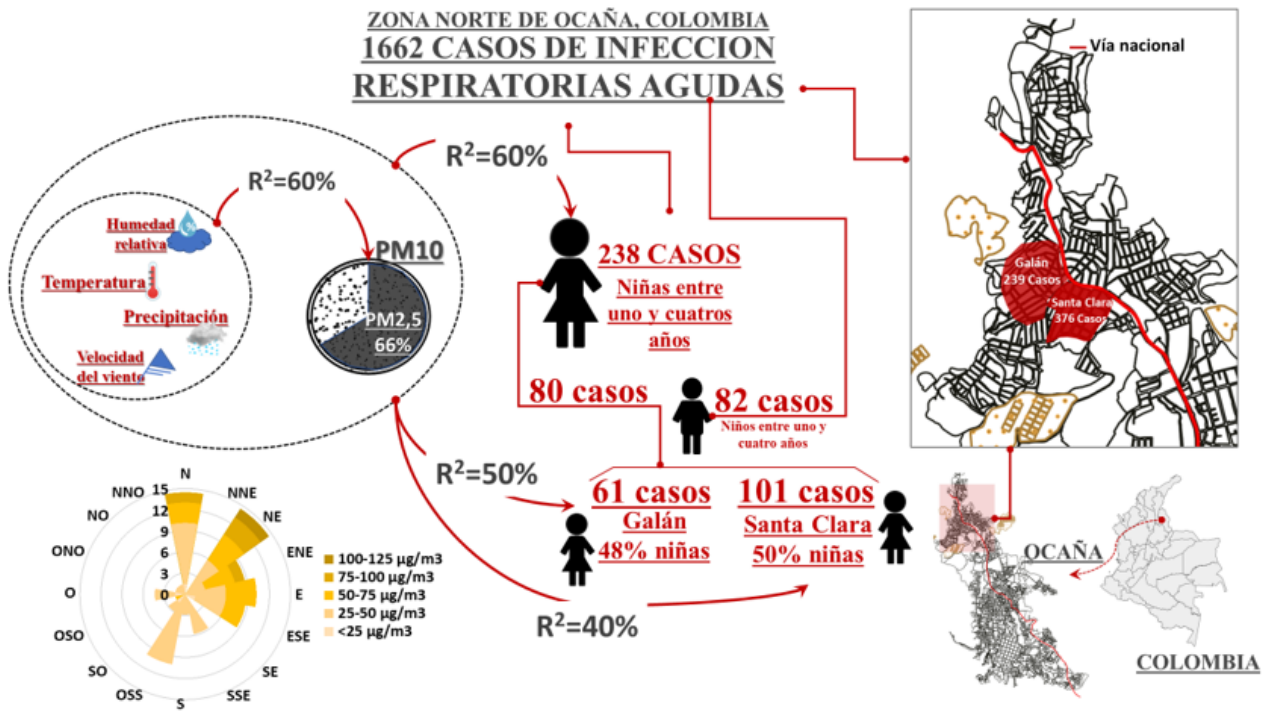 ZONA NORTE DE OCAÑA, COLOMBIA
1662 CASOS DE INFECCION
RESPIRATORIAS AGUDAS
Vía nacional
R²=60%
R²=60%
Humedad
relativa
Temperatura
Precipitación
Velocidad
del viento
%
PM10
PM2,5
66%
238 CASOS
Niñas entre
uno y cuatros
años
Galán
239 Casos
Santa Clara
376 Casos
80 casos
82 casos
Niños entre uno y
cuatro años
R²=50%
61 casos
Galán
48% niñas
101 casos
Santa Clara
50% niñas
R²=40%
N
NNE
NE
ENE
E
ESE
SE
SSE
S
OSS
SO
OSO
O
ONO
NO
NNO
15
12
9
6
3
0
100-125 µg/m3
75-100 µg/m3
50-75 µg/m3
25-50 µg/m3
<25 µg/m3
OCAÑA
COLOMBIA